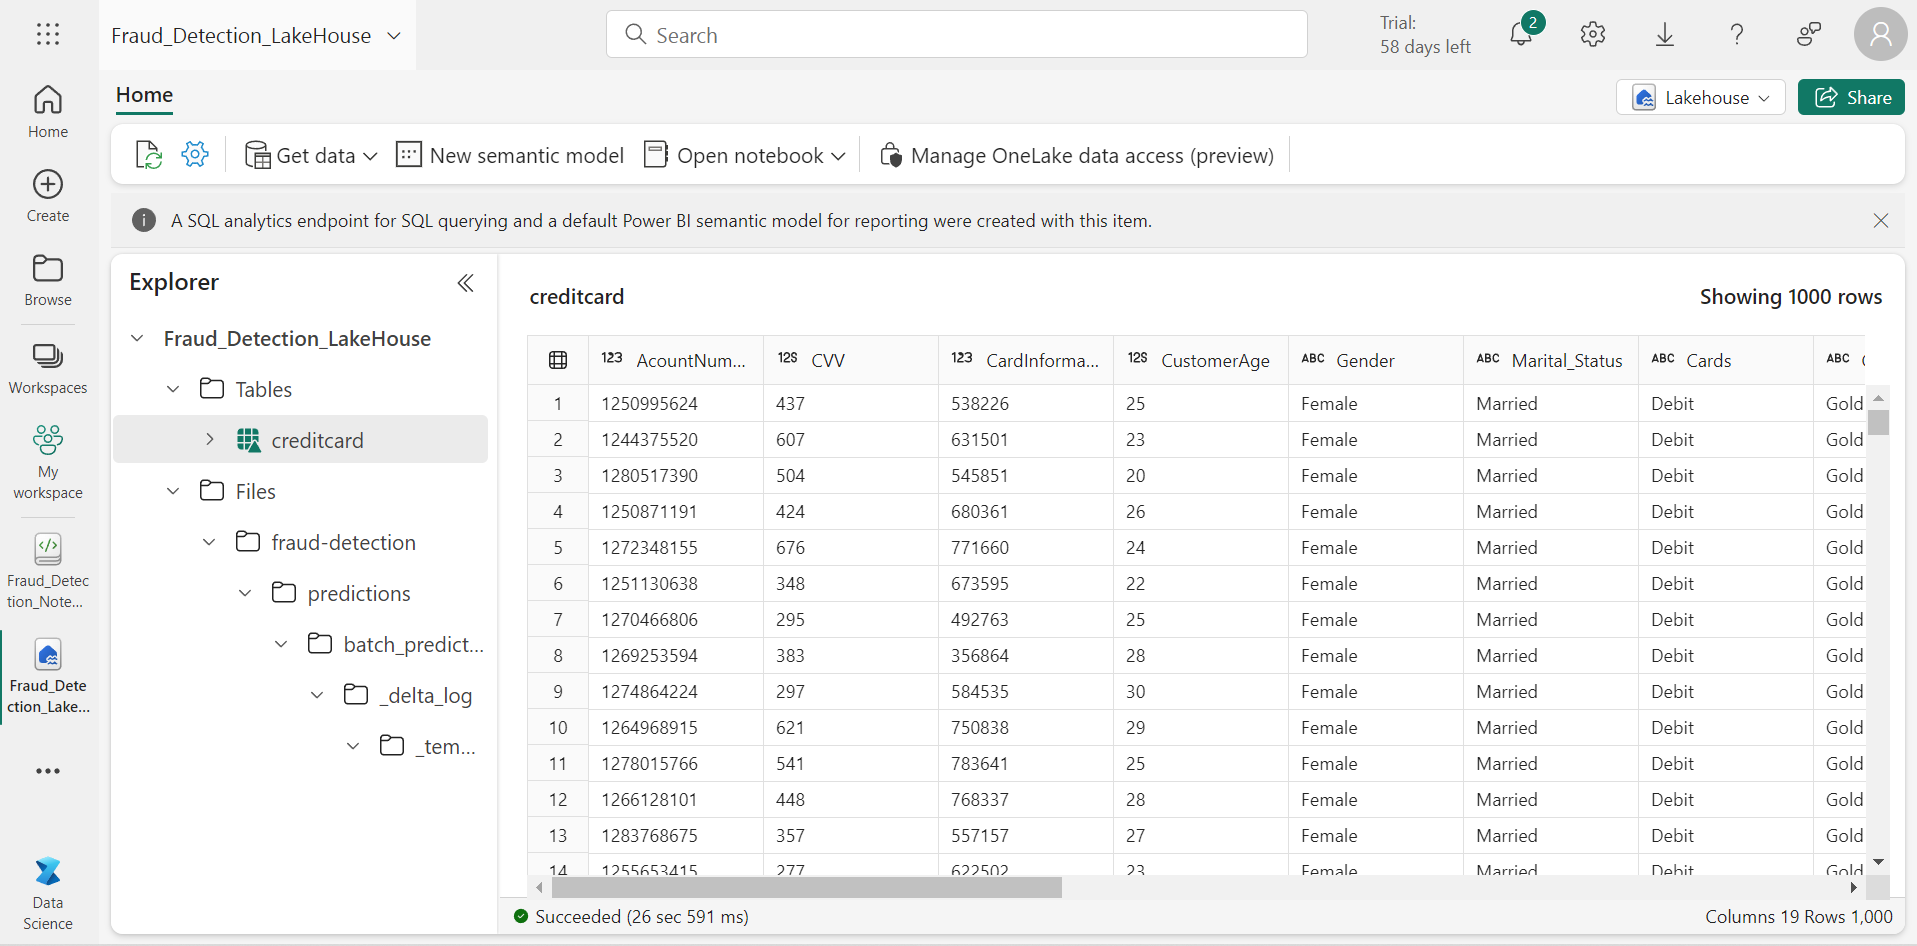 Fraud_Detection_LakeHouse
Search
Trial:
58 days left
2
Home
Create
Browse
Workspaces
My
workspace
Fraud_Detec
tion_Note...
Fraud_Dete
ction_Lake...
Data
Science
Home
Lakehouse
Share
Get data
New semantic model
Open notebook
Manage OneLake data access (preview)
A SQL analytics endpoint for SQL querying and a default Power BI semantic model for reporting were created with this item.
Explorer
Fraud_Detection_LakeHouse
Tables
creditcard
Files
fraud-detection
predictions
batch_predict...
_delta_log
_tem...
creditcard
Showing 1000 rows
123 AcountNum... 12S CVV 123 CardInforma... 12S CustomerAge ABC Gender ABC Marital_Status ABC Cards ABC
1 1250995624 437 538226 25 Female Married Debit Gold
2 1244375520 607 631501 23 Female Married Debit Gold
3 1280517390 504 545851 20 Female Married Debit Gold
4 1250871191 424 680361 26 Female Married Debit Gold
5 1272348155 676 771660 24 Female Married Debit Gold
6 1251130638 348 673595 22 Female Married Debit Gold
7 1270466806 295 492763 25 Female Married Debit Gold
8 1269253594 383 356864 28 Female Married Debit Gold
9 1274864224 297 584535 30 Female Married Debit Gold
10 1264968915 621 750838 29 Female Married Debit Gold
11 1278015766 541 783641 25 Female Married Debit Gold
12 1266128101 448 768337 28 Female Married Debit Gold
13 1283768675 357 557157 27 Female Married Debit Gold
14 1255653415 277 622502 23 Female Married Debit Gold
Succeeded (26 sec 591 ms)
Columns 19 Rows 1,000